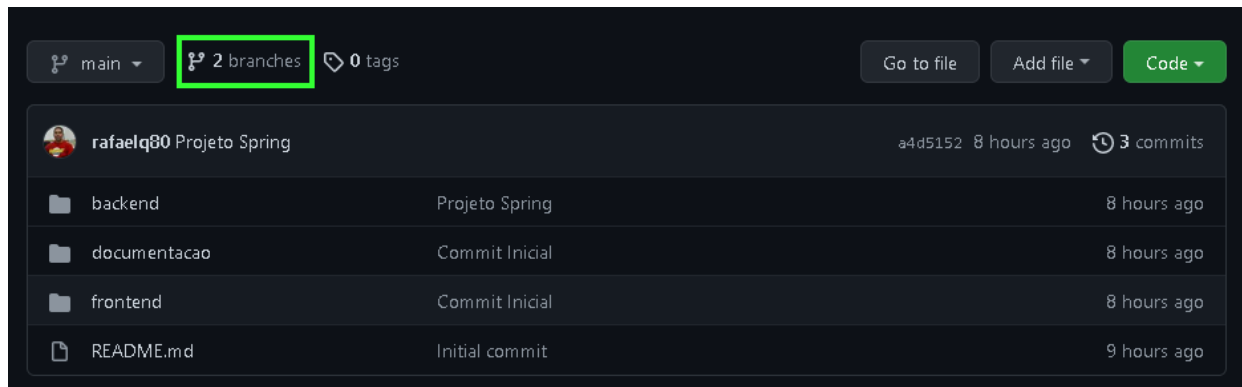 main 2 branches 0 tags Go to file Add file Code
rafaelq80 Projeto Spring a4d5152 8 hours ago 3 commits
backend Projeto Spring 8 hours ago
documentacao Commit Inicial 8 hours ago
frontend Commit Inicial 8 hours ago
README.md Initial commit 9 hours ago